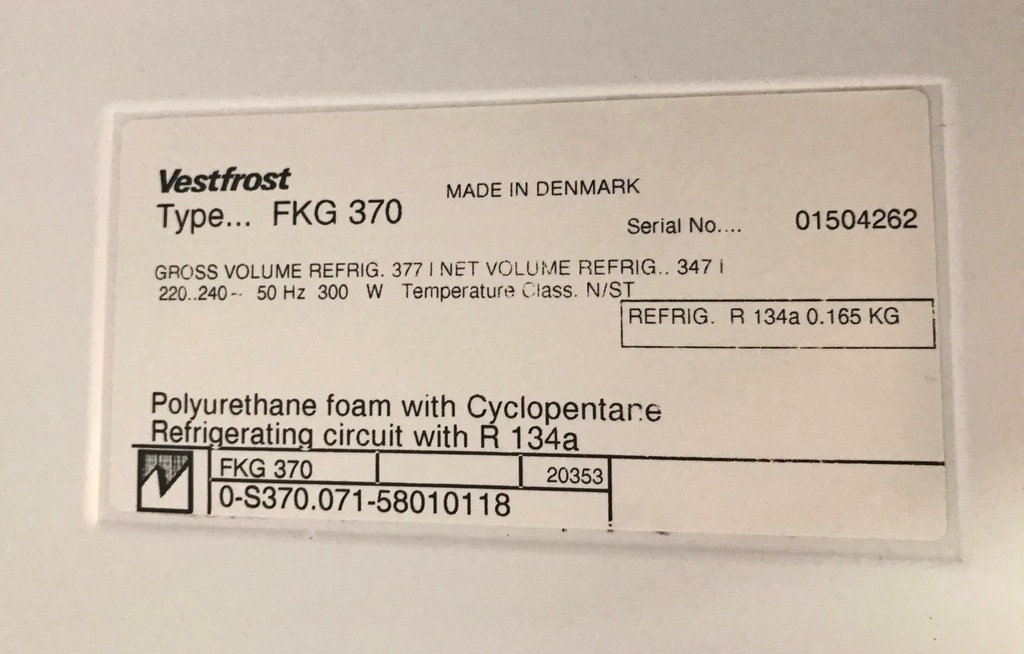 Vestfrost
MADE IN DENMARK
Type... FKG 370
Serial No.... 01504262
GROSS VOLUME REFRIG. 377 l NET VOLUME REFRIG.. 347 l
220..240~ 50 Hz 300 W Temperature Class. N/ST
REFRIG. R 134a 0.165 KG
Polyurethane foam with Cyclopentane
Refrigerating circuit with R 134a
FKG 370 20353
0-S370.071-58010118